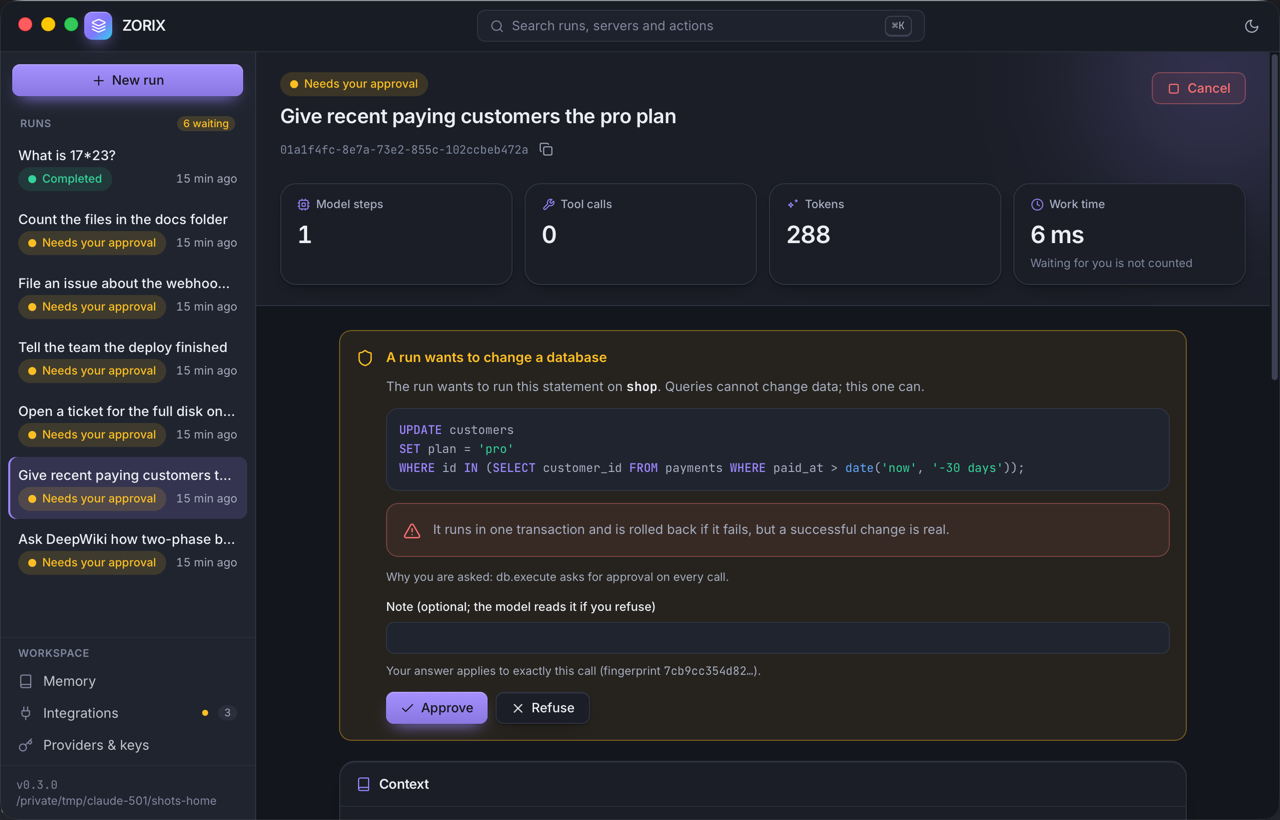 ZORIX
Search runs, servers and actions
⌘K
New run
RUNS
6 waiting
What is 17*23?
Completed
15 min ago
Count the files in the docs folder
Needs your approval
15 min ago
File an issue about the webhoo...
Needs your approval
15 min ago
Tell the team the deploy finished
Needs your approval
15 min ago
Open a ticket for the full disk on...
Needs your approval
15 min ago
Give recent paying customers t...
Needs your approval
15 min ago
Ask DeepWiki how two-phase b...
Needs your approval
15 min ago
WORKSPACE
Memory
Integrations
3
Providers & keys
v0.3.0
/private/tmp/claude-501/shots-home
Needs your approval
Cancel
Give recent paying customers the pro plan
01a1f4fc-8e7a-73e2-855c-102ccbeb472a
Model steps
1
Tool calls
0
Tokens
288
Work time
6 ms
Waiting for you is not counted
A run wants to change a database
The run wants to run this statement on shop. Queries cannot change data; this one can.
UPDATE customers
SET plan = 'pro'
WHERE id IN (SELECT customer_id FROM payments WHERE paid_at > date('now', '-30 days'));
It runs in one transaction and is rolled back if it fails, but a successful change is real.
Why you are asked: db.execute asks for approval on every call.
Note (optional; the model reads it if you refuse)
Your answer applies to exactly this call (fingerprint 7cb9cc354d82…).
Approve
Refuse
Context